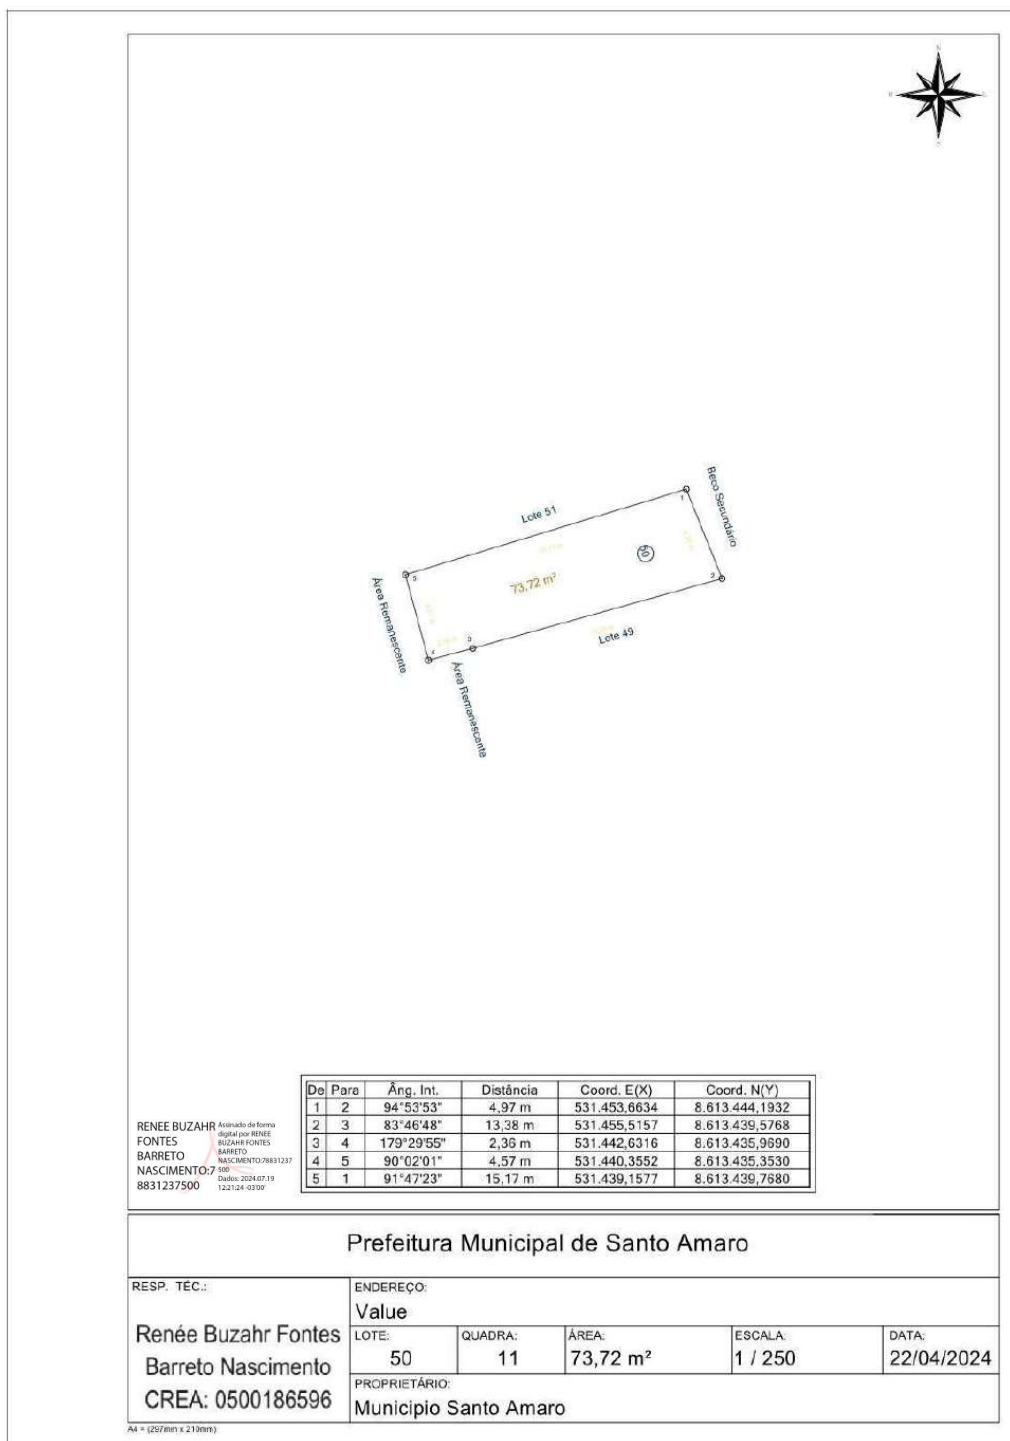 N
S
Lote 51
Beco Secundário
1
50
73,72 m²
2
5
Área Remanescente
3
4
Lote 49
Área Remanescente
De Para Âng. Int. Distância Coord. E(X) Coord. N(Y)
1 2 94°53'53" 4,97 m 531.453,6634 8.613.444,1932
2 3 83°46'48" 13,38 m 531.455,5157 8.613.439,5768
3 4 179°29'55" 2,36 m 531.442,6316 8.613.435,9690
4 5 90°02'01" 4,57 m 531.440,3552 8.613.435,3530
5 1 91°47'23" 15,17 m 531.439,1577 8.613.439,7680
RENEE BUZAHR
FONTES
BARRETO
NASCIMENTO:7
8831237500
Assinado de forma
digital por RENEE
BUZAHR FONTES
BARRETO
NASCIMENTO:78831237
500
Dados: 2024.07.19
12:21:24 -03'00'
Prefeitura Municipal de Santo Amaro
RESP. TÉC.:
Renée Buzahr Fontes
Barreto Nascimento
CREA: 0500186596
ENDEREÇO:
Value
LOTE: QUADRA: ÁREA: ESCALA: DATA:
50 11 73,72 m² 1 / 250 22/04/2024
PROPRIETÁRIO:
Municipio Santo Amaro
A4 = (297mm x 210mm)